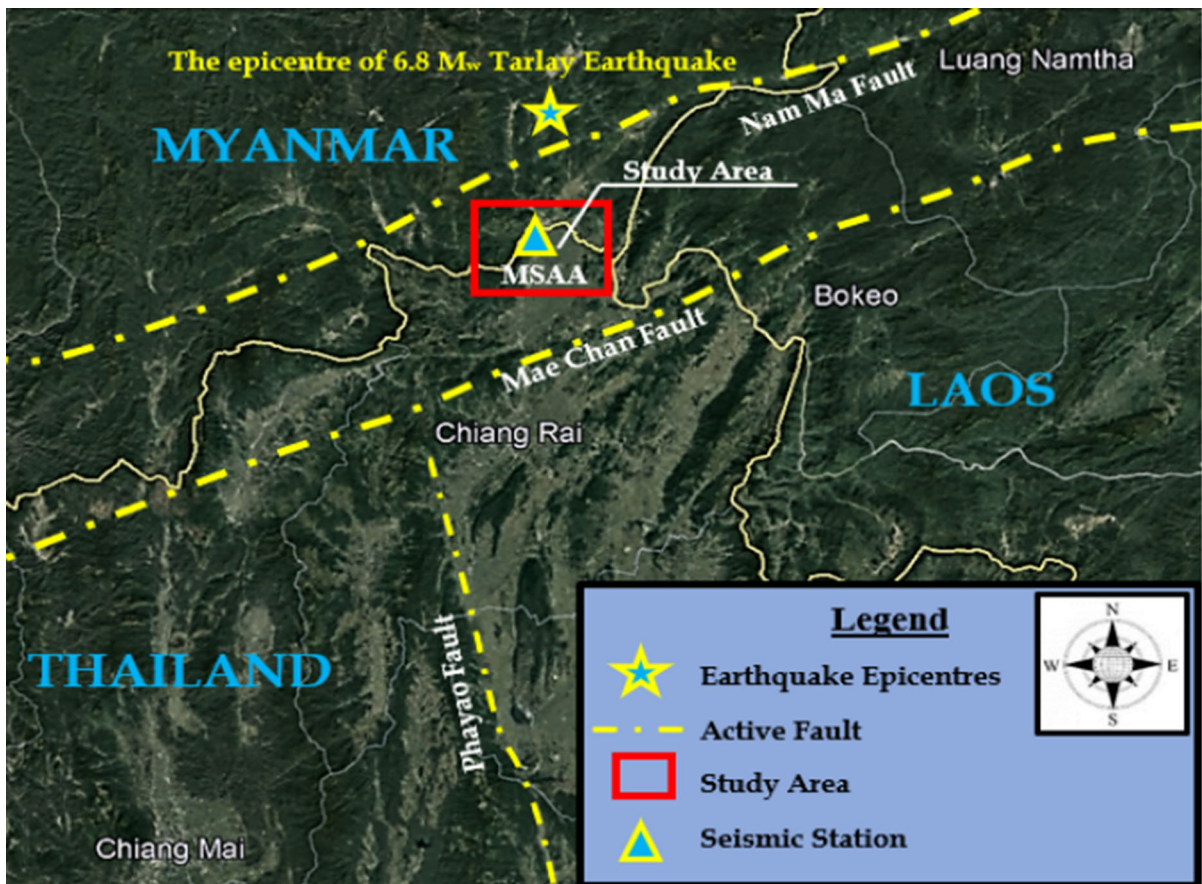 The epicentre of 6.8 Mw Tarlay Earthquake
Luang Namtha
Nam Ma Fault
MYANMAR
Study Area
MSAA
Bokeo
Mae Chan Fault
LAOS
Chiang Rai
THAILAND
Phayao Fault
Chiang Mai
Legend
Earthquake Epicentres
Active Fault
Study Area
Seismic Station
N
W
E
S